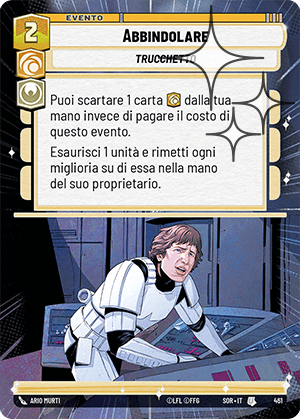 EVENTO
2
ABBINDOLARE
TRUCCHETTO
Puoi scartare 1 carta dalla tua
mano invece di pagare il costo di
questo evento.
Esaurisci 1 unità e rimetti ogni
miglioria su di essa nella mano
del suo proprietario.
ARIO MURTI
©LFL ©FFG
SOR • IT
461